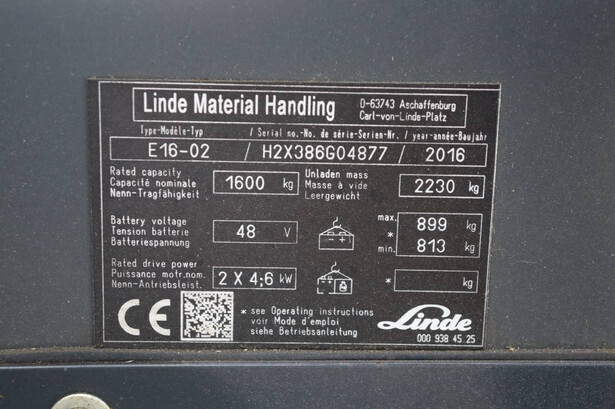 Linde Material Handling
D-63743 Aschaffenburg
Carl-von-Linde-Platz
Type-Modèle-Typ / Serial no.-No. de série-Serien-Nr. / year-année-Baujahr
E16-02 / H2X386G04877 / 2016
Rated capacity
Capacité nominale
Nenn-Tragfähigkeit
1600 kg
Unladen mass
Masse à vide
Leergewicht
2230 kg
Battery voltage
Tension batterie
Batteriespannung
48 V
max. 899 kg
*
min. 813 kg
Rated drive power
Puissance motr.nom.
Nenn-Antriebsleist.
2 X 4;6 kW
* kg
CE
* see Operating instructions
voir Mode d'emploi
siehe Betriebsanleitung
Linde
000 938 45 25